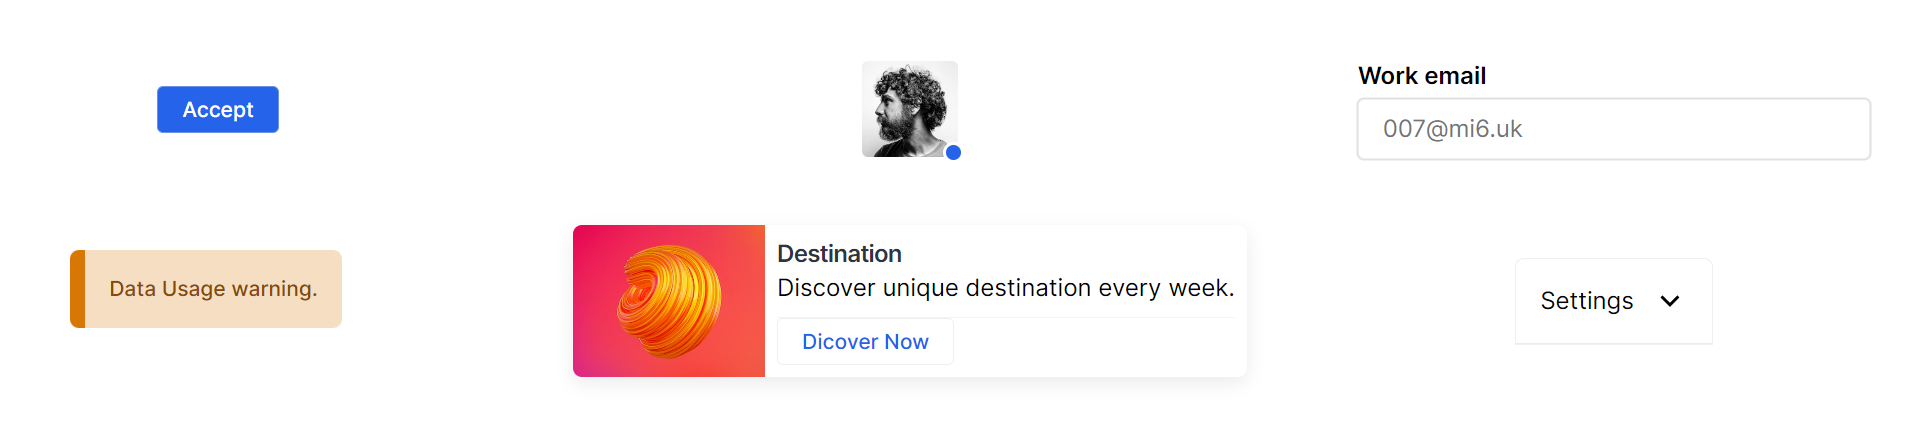 Accept
Work email
007@mi6.uk
Data Usage warning.
Destination
Discover unique destination every week.
Dicover Now
Settings